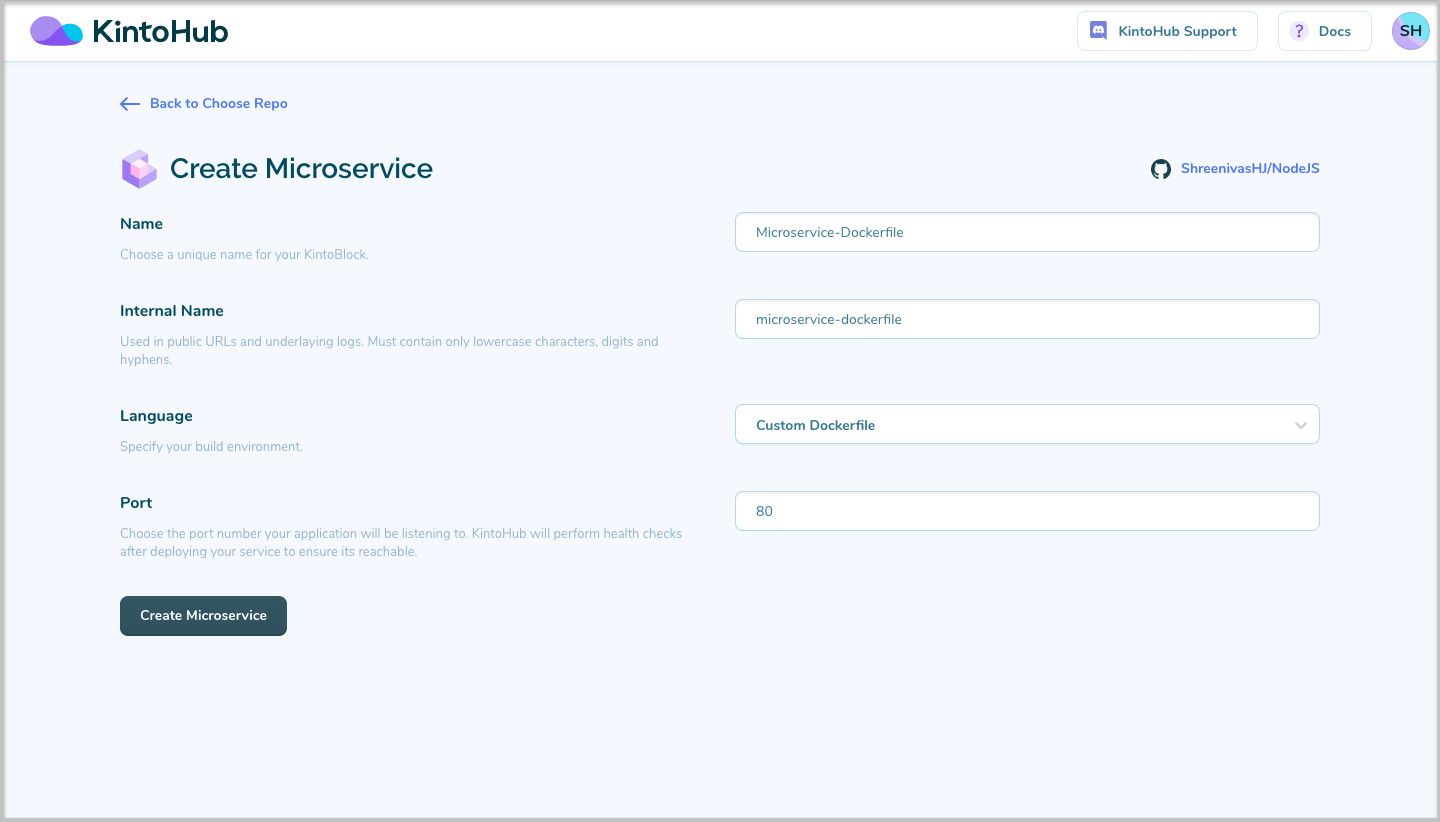 KintoHub
KintoHub Support
? Docs
SH
Back to Choose Repo
Create Microservice
ShreenivasHJ/NodeJS
Name
Microservice-Dockerfile
Choose a unique name for your KintoBlock.
Internal Name
microservice-dockerfile
Used in public URLs and underlaying logs. Must contain only lowercase characters, digits and
hyphens.
Language
Custom Dockerfile
Specify your build environment.
Port
80
Choose the port number your application will be listening to. KintoHub will perform health checks
after deploying your service to ensure its reachable.
Create Microservice